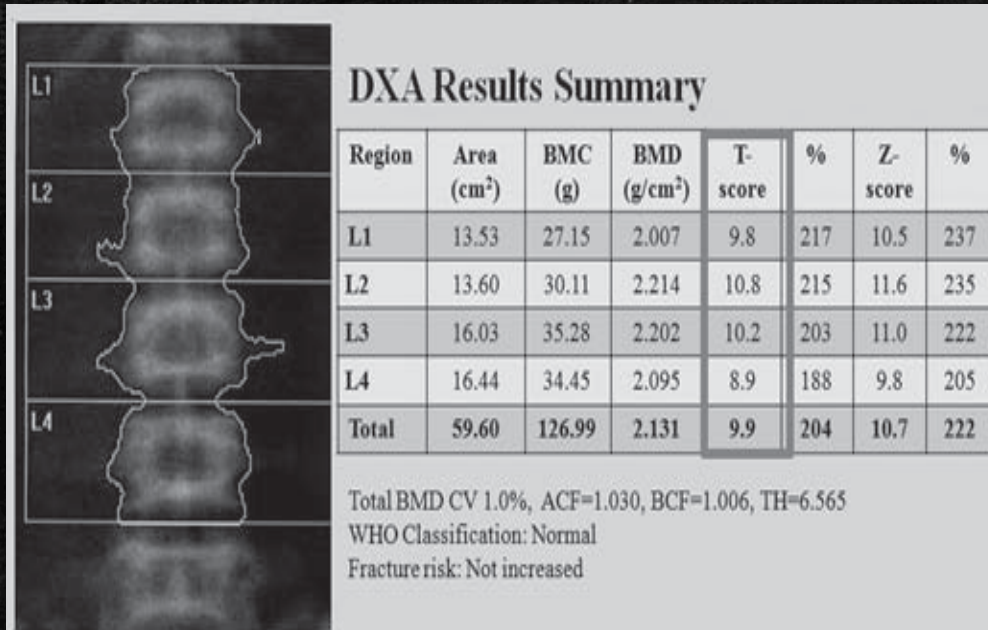 L1
L2
L3
L4
DXA Results Summary
Region Area (cm²) BMC (g) BMD (g/cm²) T-score % Z-score %
L1 13.53 27.15 2.007 9.8 217 10.5 237
L2 13.60 30.11 2.214 10.8 215 11.6 235
L3 16.03 35.28 2.202 10.2 203 11.0 222
L4 16.44 34.45 2.095 8.9 188 9.8 205
Total 59.60 126.99 2.131 9.9 204 10.7 222
Total BMD CV 1.0%, ACF=1.030, BCF=1.006, TH=6.565
WHO Classification: Normal
Fracture risk: Not increased